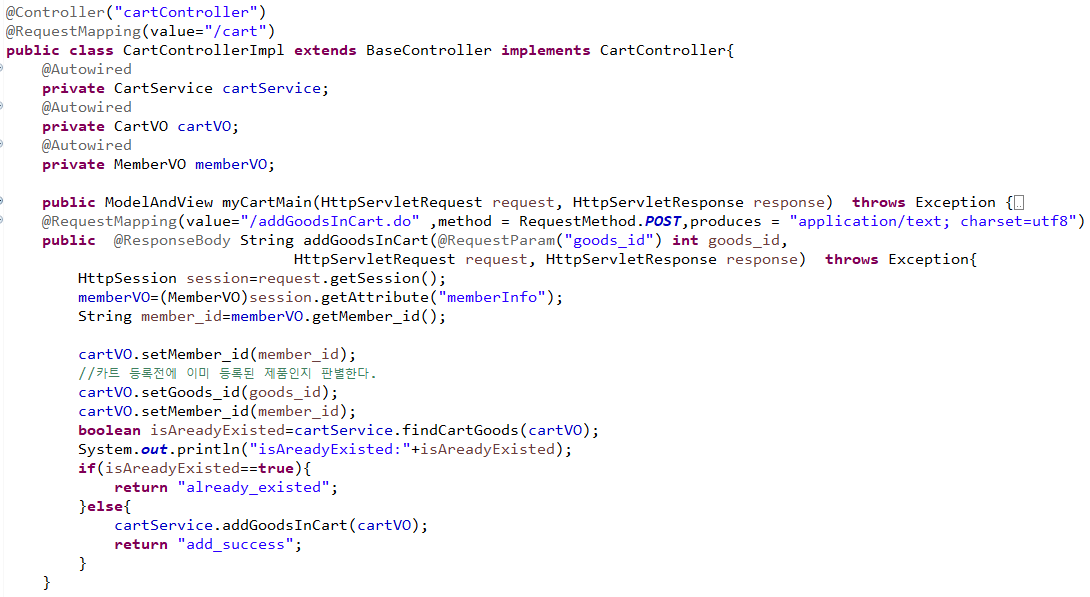 @Controller("cartController")
@RequestMapping(value="/cart")
public class CartControllerImpl extends BaseController implements CartController{
    @Autowired
    private CartService cartService;
    @Autowired
    private CartVO cartVO;
    @Autowired
    private MemberVO memberVO;

    public ModelAndView myCartMain(HttpServletRequest request, HttpServletResponse response)  throws Exception {
    @RequestMapping(value="/addGoodsInCart.do" ,method = RequestMethod.POST,produces = "application/text; charset=utf8")
    public  @ResponseBody String addGoodsInCart(@RequestParam("goods_id") int goods_id,
                                HttpServletRequest request, HttpServletResponse response)  throws Exception{
        HttpSession session=request.getSession();
        memberVO=(MemberVO)session.getAttribute("memberInfo");
        String member_id=memberVO.getMember_id();

        cartVO.setMember_id(member_id);
        //카트 등록전에 이미 등록된 제품인지 판별한다.
        cartVO.setGoods_id(goods_id);
        cartVO.setMember_id(member_id);
        boolean isAreadyExisted=cartService.findCartGoods(cartVO);
        System.out.println("isAreadyExisted:"+isAreadyExisted);
        if(isAreadyExisted==true){
            return "already_existed";
        }else{
            cartService.addGoodsInCart(cartVO);
            return "add_success";
        }
    }